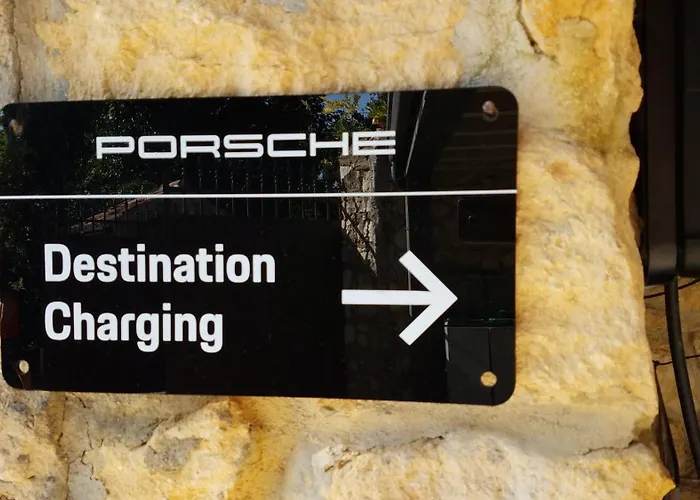 PORSCHE
Destination
Charging